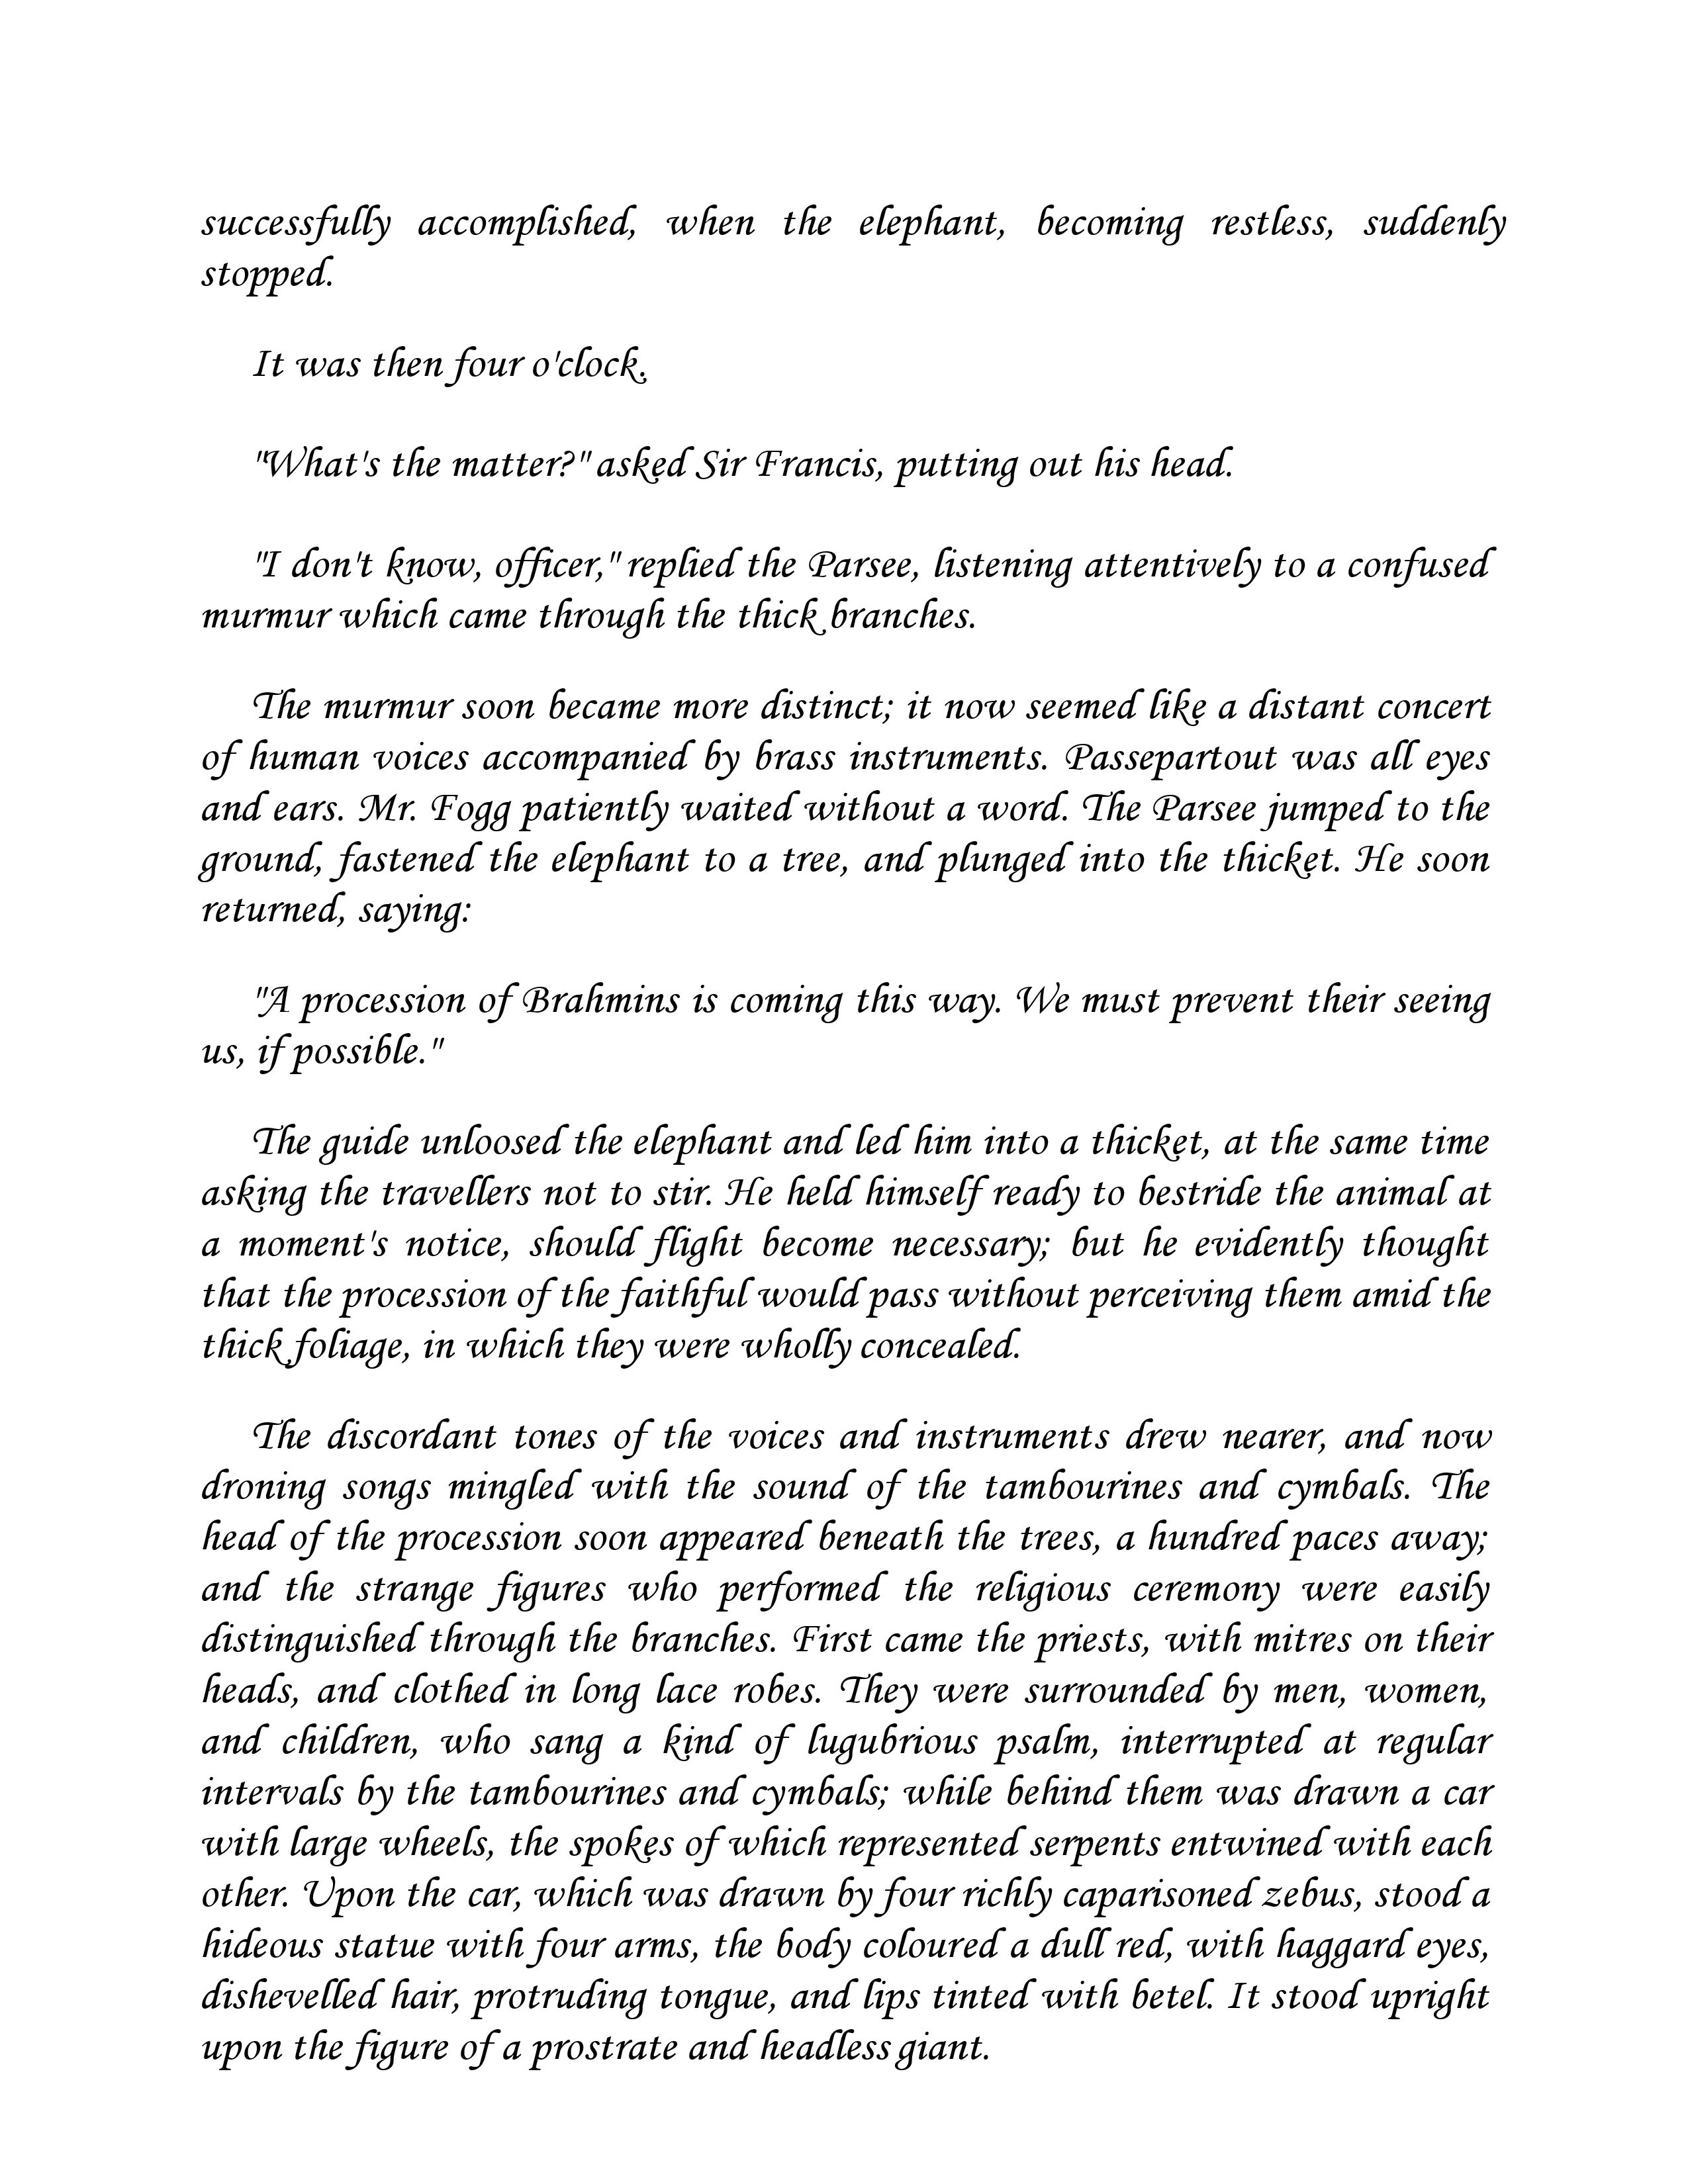 successfully accomplished, when the elephant, becoming restless, suddenly
stopped.
It was then four o'clock.
"What's the matter?" asked Sir Francis, putting out his head.
"I don't know, officer," replied the Parsee, listening attentively to a confused
murmur which came through the thick branches.
The murmur soon became more distinct; it now seemed like a distant concert
of human voices accompanied by brass instruments. Passepartout was all eyes
and ears. Mr. Fogg patiently waited without a word. The Parsee jumped to the
ground, fastened the elephant to a tree, and plunged into the thicket. He soon
returned, saying:
"A procession of Brahmins is coming this way. We must prevent their seeing
us, if possible."
The guide unloosed the elephant and led him into a thicket, at the same time
asking the travellers not to stir. He held himself ready to bestride the animal at
a moment's notice, should flight become necessary; but he evidently thought
that the procession of the faithful would pass without perceiving them amid the
thick foliage, in which they were wholly concealed.
The discordant tones of the voices and instruments drew nearer, and now
droning songs mingled with the sound of the tambourines and cymbals. The
head of the procession soon appeared beneath the trees, a hundred paces away;
and the strange figures who performed the religious ceremony were easily
distinguished through the branches. First came the priests, with mitres on their
heads, and clothed in long lace robes. They were surrounded by men, women,
and children, who sang a kind of lugubrious psalm, interrupted at regular
intervals by the tambourines and cymbals; while behind them was drawn a car
with large wheels, the spokes of which represented serpents entwined with each
other. Upon the car, which was drawn by four richly caparisoned zebus, stood a
hideous statue with four arms, the body coloured a dull red, with haggard eyes,
dishevelled hair, protruding tongue, and lips tinted with betel. It stood upright
upon the figure of a prostrate and headless giant.